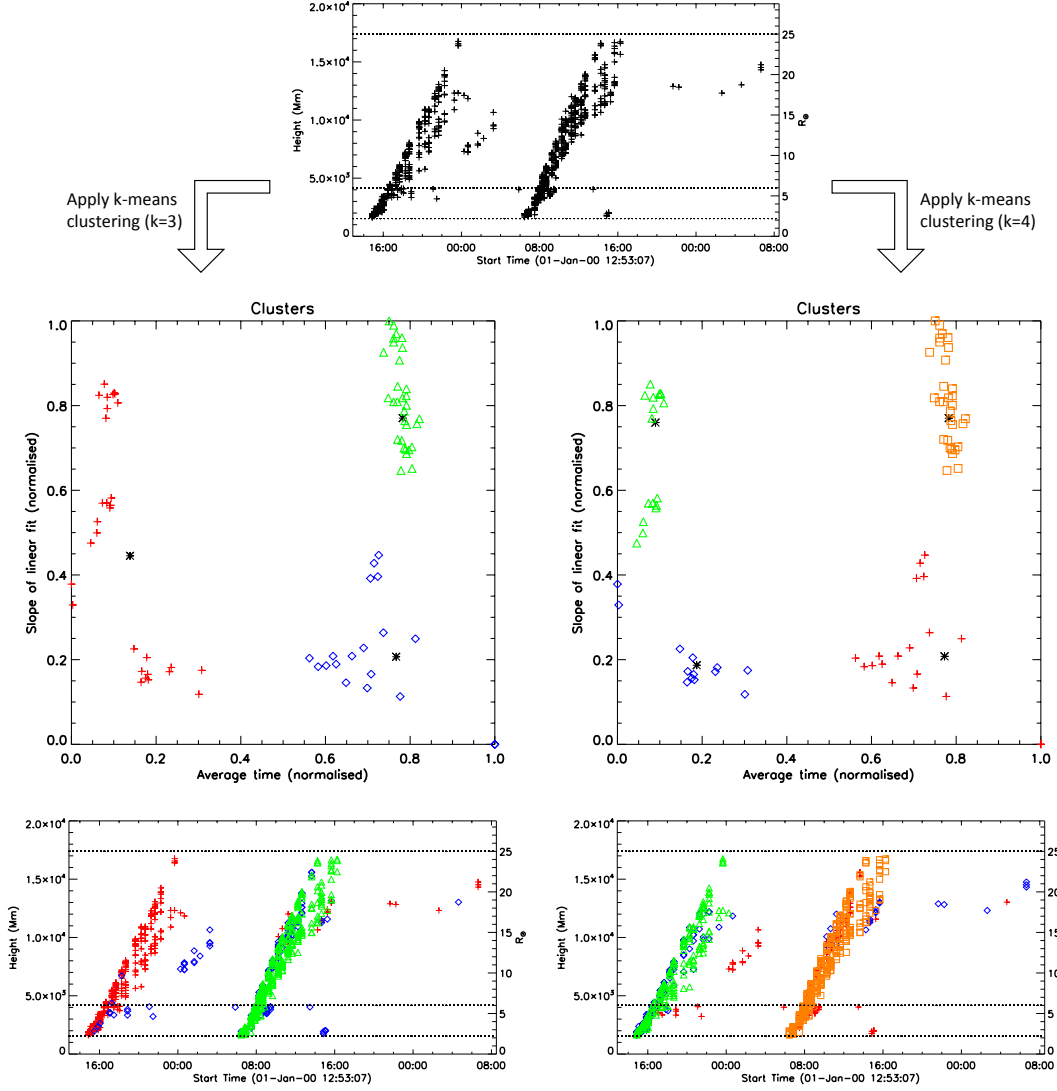 2.0×10⁴
1.5×10⁴
1.0×10⁴
5.0×10³
0
Height (Mm)
25
20
15
10
5
0
R⊙
16:00 00:00 08:00 16:00 00:00 08:00
Start Time (01-Jan-00 12:53:07)
Apply k-means
clustering (k=3)
Apply k-means
clustering (k=4)
Clusters
1.0
0.8
0.6
0.4
0.2
0.0
Slope of linear fit (normalised)
0.0 0.2 0.4 0.6 0.8 1.0
Average time (normalised)
Clusters
1.0
0.8
0.6
0.4
0.2
0.0
Slope of linear fit (normalised)
0.0 0.2 0.4 0.6 0.8 1.0
Average time (normalised)
2.0×10⁴
1.5×10⁴
1.0×10⁴
5.0×10³
0
Height (Mm)
25
20
15
10
5
0
R⊙
16:00 00:00 08:00 16:00 00:00 08:00
Start Time (01-Jan-00 12:53:07)
2.0×10⁴
1.5×10⁴
1.0×10⁴
5.0×10³
0
Height (Mm)
25
20
15
10
5
0
R⊙
16:00 00:00 08:00 16:00 00:00 08:00
Start Time (01-Jan-00 12:53:07)